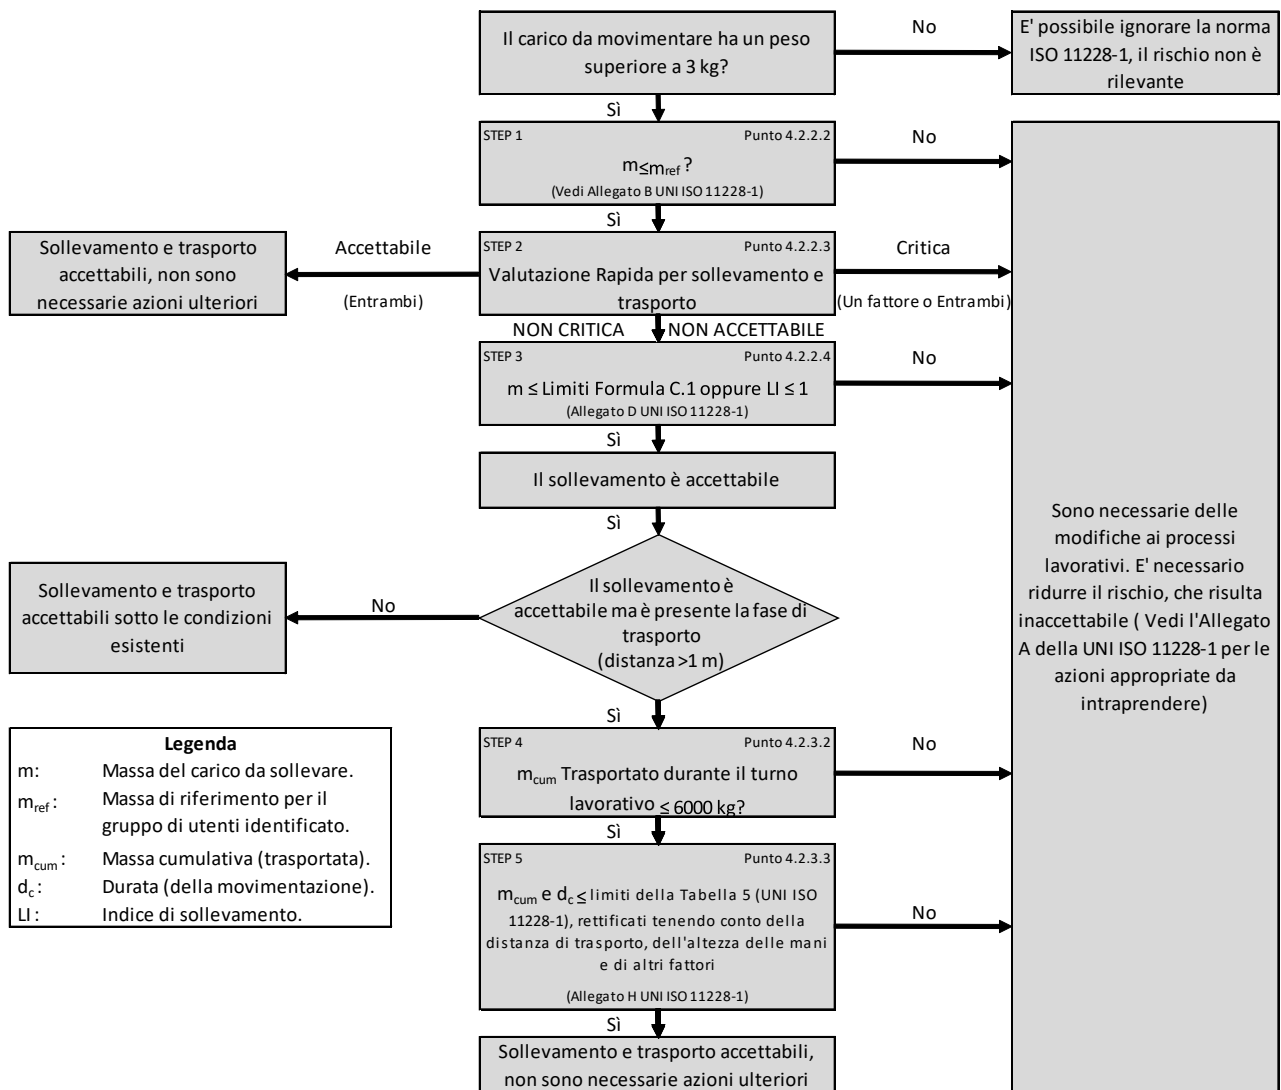 Il carico da movimentare ha un peso
superiore a 3 kg?
No
E' possibile ignorare la norma
ISO 11228-1, il rischio non è
rilevante
Sì
STEP 1 Punto 4.2.2.2
m≤mref ?
(Vedi Allegato B UNI ISO 11228-1)
No
Sì
STEP 2 Punto 4.2.2.3
Valutazione Rapida per sollevamento e
trasporto
Accettabile
(Entrambi)
Sollevamento e trasporto
accettabili, non sono
necessarie azioni ulteriori
Critica
(Un fattore o Entrambi)
NON CRITICA NON ACCETTABILE
STEP 3 Punto 4.2.2.4
m ≤ Limiti Formula C.1 oppure LI ≤ 1
(Allegato D UNI ISO 11228-1)
No
Sì
Il sollevamento è accettabile
Sì
Il sollevamento è
accettabile ma è presente la fase di
trasporto
(distanza >1 m)
No
Sollevamento e trasporto
accettabili sotto le condizioni
esistenti
Sono necessarie delle
modifiche ai processi
lavorativi. E' necessario
ridurre il rischio, che risulta
inaccettabile ( Vedi l'Allegato
A della UNI ISO 11228-1 per le
azioni appropriate da
intraprendere)
Sì
STEP 4 Punto 4.2.3.2
mcum Trasportato durante il turno
lavorativo ≤ 6000 kg?
No
Sì
STEP 5 Punto 4.2.3.3
mcum e dc ≤ limiti della Tabella 5 (UNI ISO
11228-1), rettificati tenendo conto della
distanza di trasporto, dell'altezza delle mani
e di altri fattori
(Allegato H UNI ISO 11228-1)
No
Sì
Sollevamento e trasporto accettabili,
non sono necessarie azioni ulteriori
Legenda
m: Massa del carico da sollevare.
mref : Massa di riferimento per il
gruppo di utenti identificato.
mcum : Massa cumulativa (trasportata).
dc : Durata (della movimentazione).
LI : Indice di sollevamento.